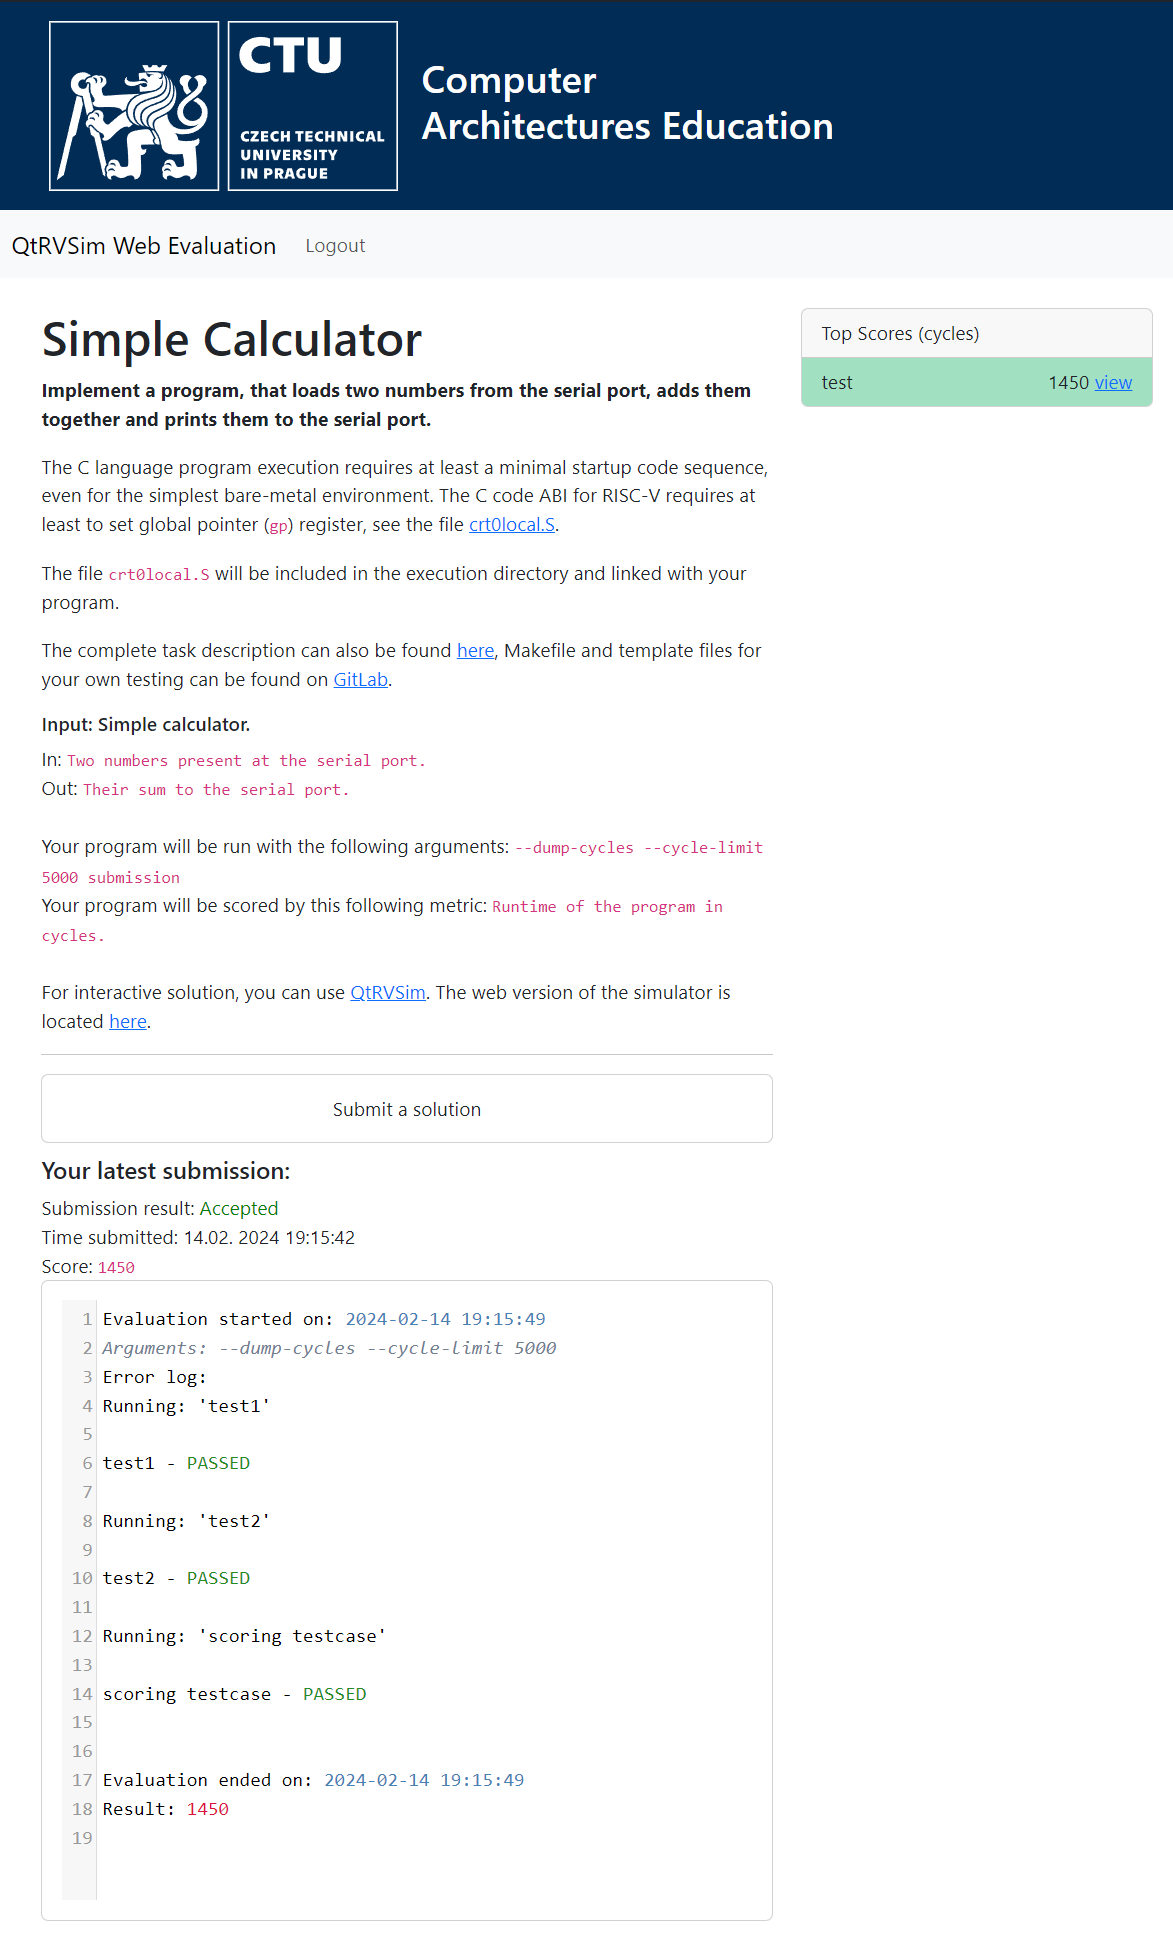 CTU
CZECH TECHNICAL
UNIVERSITY
IN PRAGUE
Computer
Architectures Education
QtRVSim Web Evaluation Logout
Simple Calculator
Implement a program, that loads two numbers from the serial port, adds them
together and prints them to the serial port.
The C language program execution requires at least a minimal startup code sequence,
even for the simplest bare-metal environment. The C code ABI for RISC-V requires at
least to set global pointer (gp) register, see the file crt0local.S.
The file crt0local.S will be included in the execution directory and linked with your
program.
The complete task description can also be found here, Makefile and template files for
your own testing can be found on GitLab.
Input: Simple calculator.
In: Two numbers present at the serial port.
Out: Their sum to the serial port.
Your program will be run with the following arguments: --dump-cycles --cycle-limit
5000 submission
Your program will be scored by this following metric: Runtime of the program in
cycles.
For interactive solution, you can use QtRVSim. The web version of the simulator is
located here.
Submit a solution
Your latest submission:
Submission result: Accepted
Time submitted: 14.02. 2024 19:15:42
Score: 1450
1 Evaluation started on: 2024-02-14 19:15:49
2 Arguments: --dump-cycles --cycle-limit 5000
3 Error log:
4 Running: 'test1'
5
6 test1 - PASSED
7
8 Running: 'test2'
9
10 test2 - PASSED
11
12 Running: 'scoring testcase'
13
14 scoring testcase - PASSED
15
16
17 Evaluation ended on: 2024-02-14 19:15:49
18 Result: 1450
19
Top Scores (cycles)
test 1450 view